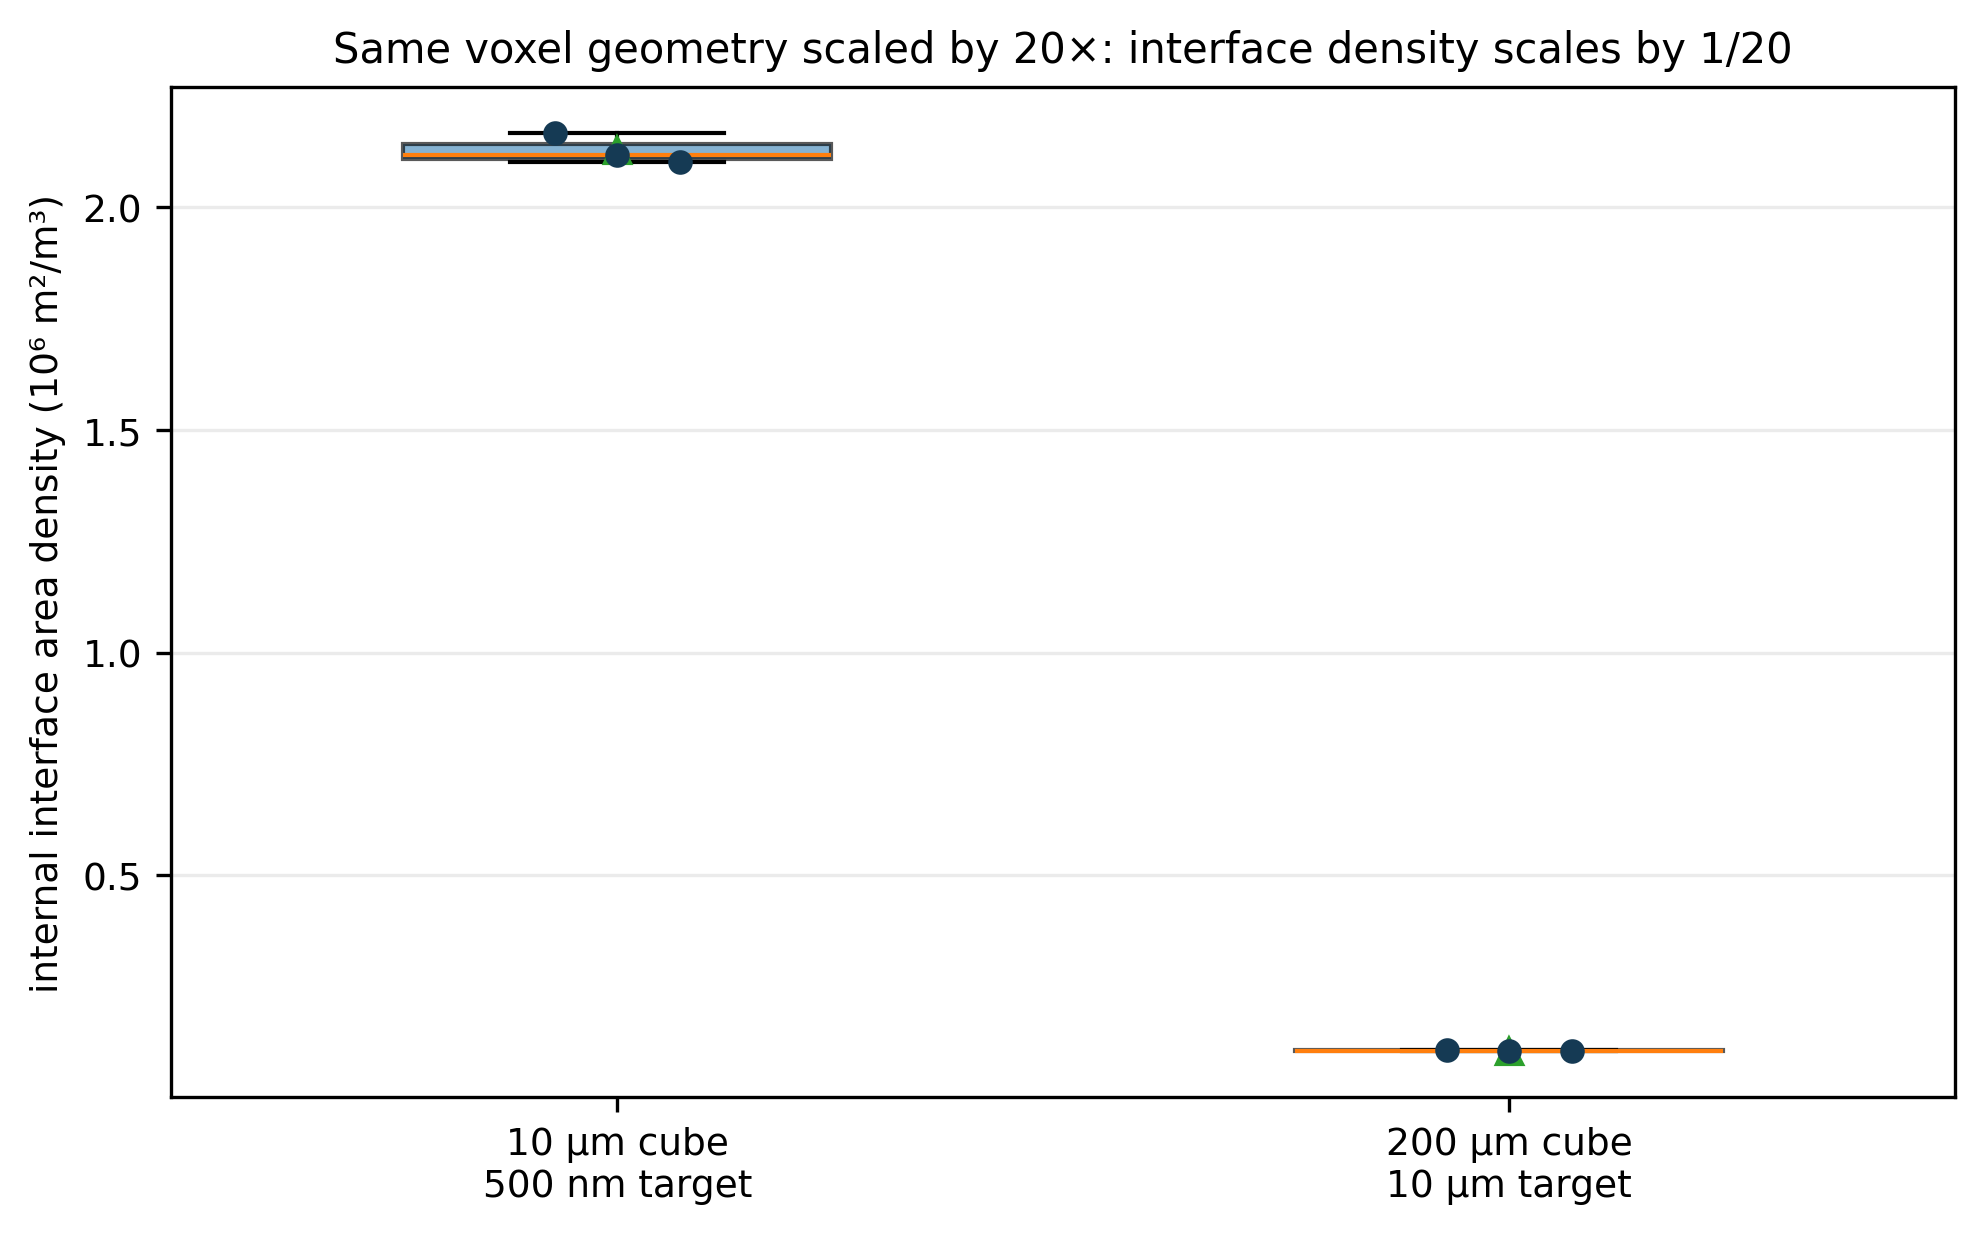 Same voxel geometry scaled by 20×: interface density scales by 1/20
internal interface area density (10⁶ m²/m³)
2.0
1.5
1.0
0.5
10 µm cube
500 nm target
200 µm cube
10 µm target